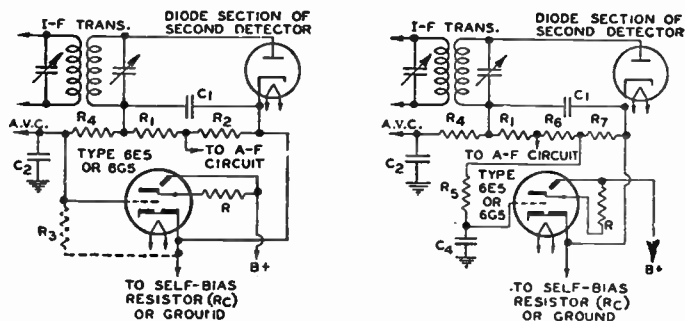 I-F TRANS.
DIODE SECTION OF
SECOND DETECTOR
C1
A.V.C.
R4
R1
R2
C2
TO A-F
CIRCUIT
TYPE 6E5
OR 6G5
R
R3
B+
TO SELF-BIAS
RESISTOR (RC)
OR GROUND
I-F TRANS.
DIODE SECTION OF
SECOND DETECTOR
C1
A.V.C.
R4
R1
R6
R7
C2
TO A-F CIRCUIT
TYPE
6E5
OR
6G5
R5
R
C4
B+
.TO SELF-BIAS
RESISTOR (RC)
OR GROUND